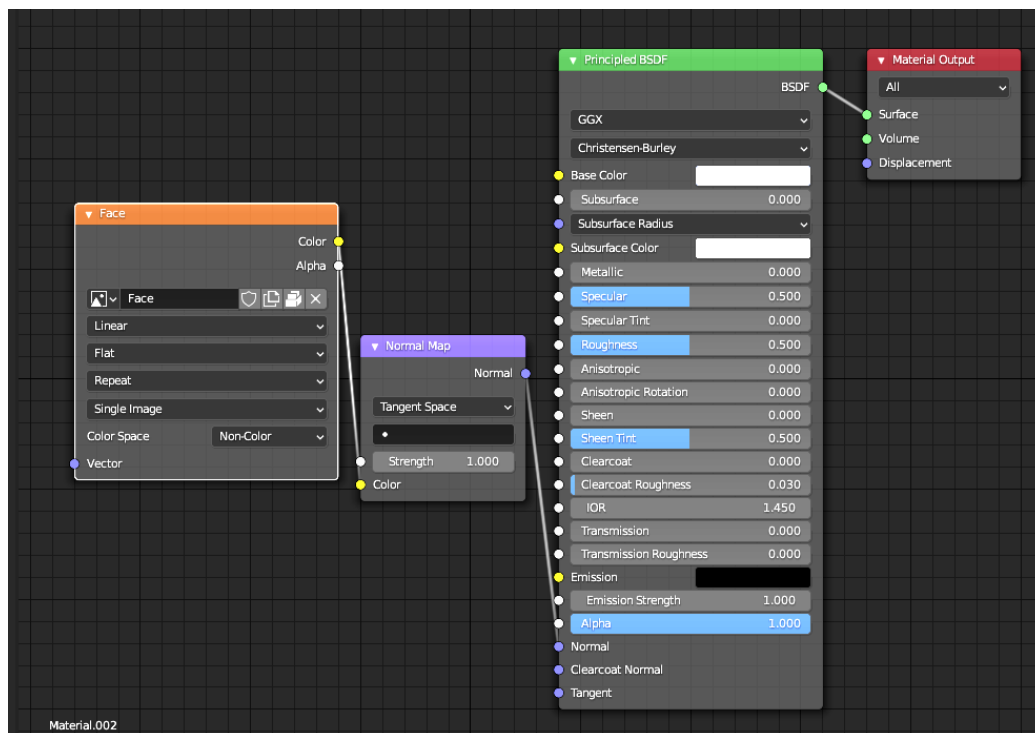 Face
Color
Alpha
Face
Linear
Flat
Repeat
Single Image
Color Space Non-Color
Vector
Normal Map
Normal
Tangent Space
Strength 1.000
Color
Principled BSDF
BSDF
GGX
Christensen-Burley
Base Color
Subsurface 0.000
Subsurface Radius
Subsurface Color
Metallic 0.000
Specular 0.500
Specular Tint 0.000
Roughness 0.500
Anisotropic 0.000
Anisotropic Rotation 0.000
Sheen 0.000
Sheen Tint 0.500
Clearcoat 0.000
Clearcoat Roughness 0.030
IOR 1.450
Transmission 0.000
Transmission Roughness 0.000
Emission
Emission Strength 1.000
Alpha 1.000
Normal
Clearcoat Normal
Tangent
Material Output
All
Surface
Volume
Displacement
Material.002